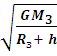 √(GM₃/(R₃ + h))